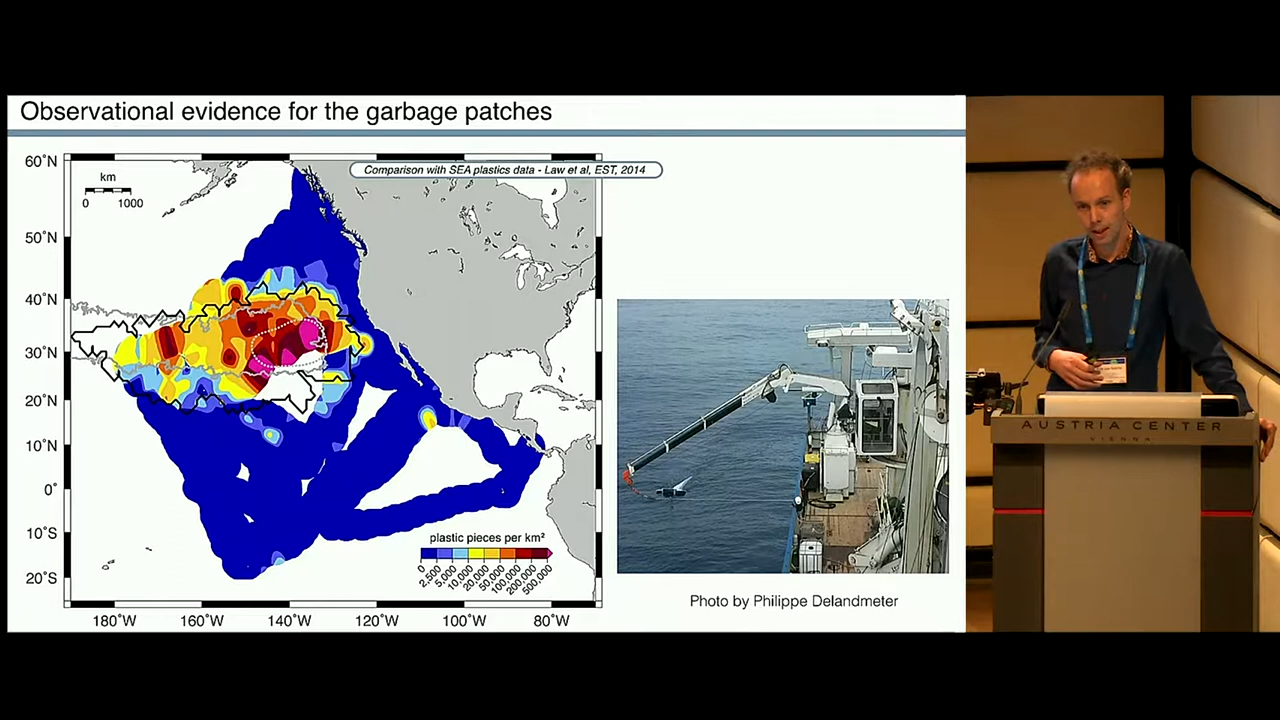 Observational evidence for the garbage patches
Comparison with SEA plastics data - Law et al, EST, 2014
60°N
50°N
40°N
30°N
20°N
10°N
0°
10°S
20°S
km
0 1000
plastic pieces per km²
0 2,500 5,000 10,000 20,000 50,000 100,000 200,000 500,000
180°W 160°W 140°W 120°W 100°W 80°W
Photo by Philippe Delandmeter
AUSTRIA CENTER
VIENNA